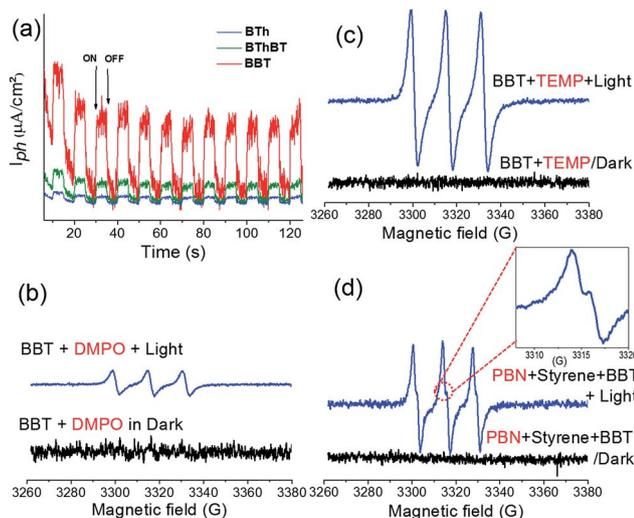 (a)
BTh
BThBT
BBT
ON OFF
Iph (µA/cm²)
20 40 60 80 100 120
Time (s)
(b)
BBT + DMPO + Light
BBT + DMPO in Dark
3260 3280 3300 3320 3340 3360 3380
Magnetic field (G)
(c)
BBT+TEMP+Light
BBT+TEMP/Dark
3260 3280 3300 3320 3340 3360 3380
Magnetic field (G)
(d)
3310 3315 3320
(G)
PBN+Styrene+BBT
+ Light
PBN+Styrene+BBT
/Dark
3260 3280 3300 3320 3340 3360 3380
Magnetic field (G)